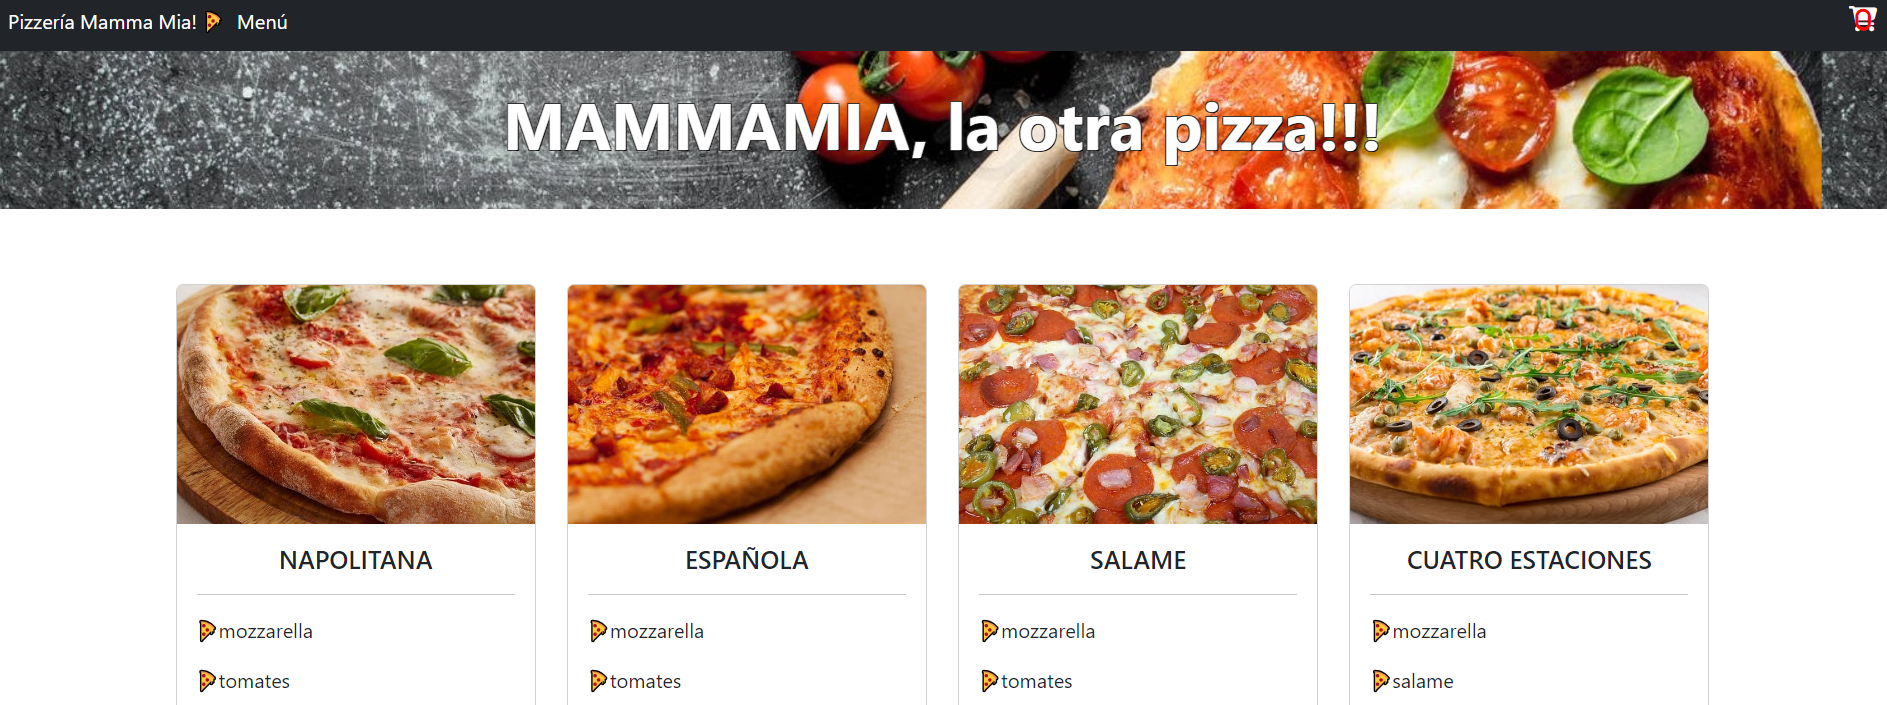 Pizzería Mamma Mia! Menú 0
MAMMAMIA, la otra pizza!!!
NAPOLITANA
mozzarella
tomates
ESPAÑOLA
mozzarella
tomates
SALAME
mozzarella
tomates
CUATRO ESTACIONES
mozzarella
salame